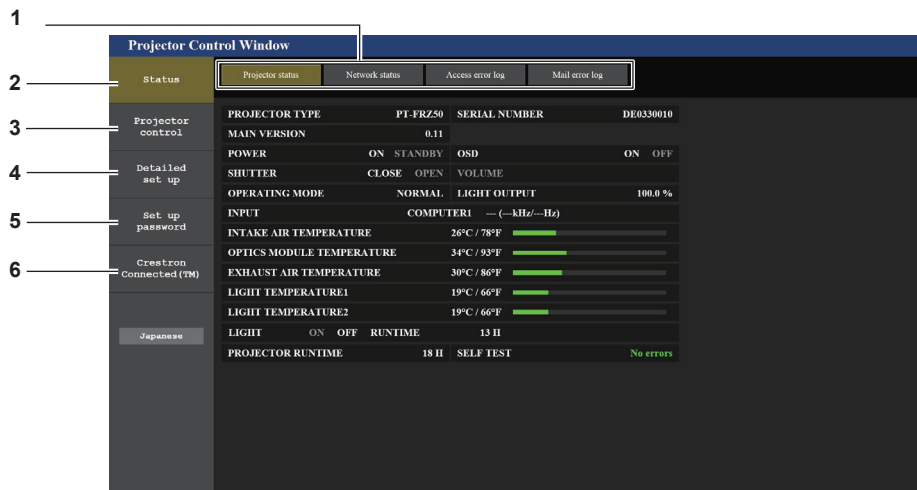 1
Projector Control Window
2
Status
Projector status Network status Access error log Mail error log
3
Projector
control
4
Detailed
set up
5
Set up
password
6
Crestron
Connected(TM)
Japanese
PROJECTOR TYPE PT-FRZ50 SERIAL NUMBER DE0330010
MAIN VERSION 0.11
POWER ON STANDBY OSD ON OFF
SHUTTER CLOSE OPEN VOLUME
OPERATING MODE NORMAL LIGHT OUTPUT 100.0 %
INPUT COMPUTER1 --- (---kHz/---Hz)
INTAKE AIR TEMPERATURE 26°C / 78°F
OPTICS MODULE TEMPERATURE 34°C / 93°F
EXHAUST AIR TEMPERATURE 30°C / 86°F
LIGHT TEMPERATURE1 19°C / 66°F
LIGHT TEMPERATURE2 19°C / 66°F
LIGHT ON OFF RUNTIME 13 H
PROJECTOR RUNTIME 18 H SELF TEST No errors